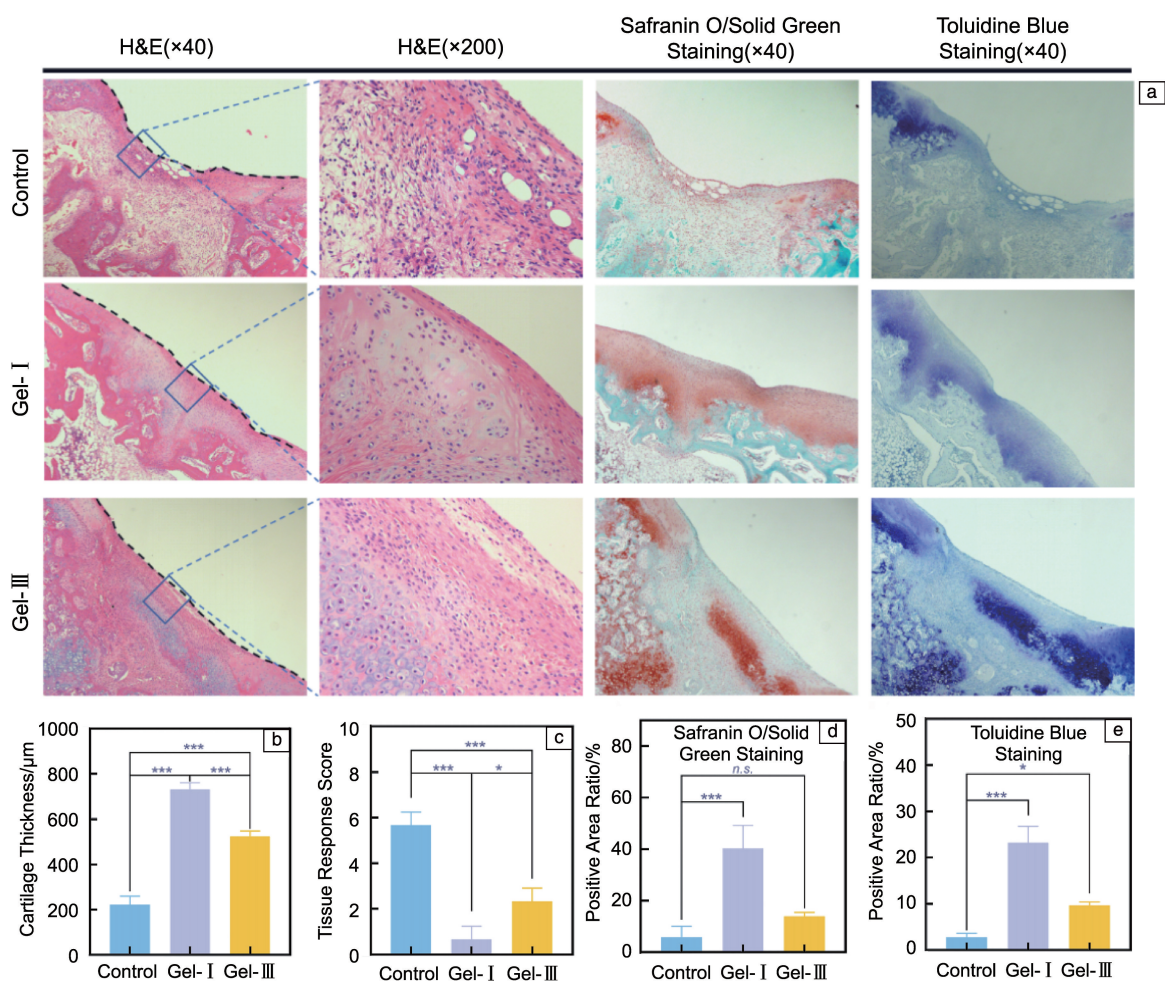 H&E(×40)
H&E(×200)
Safranin O/Solid Green
Staining(×40)
Toluidine Blue
Staining(×40)
a
Control
Gel-Ⅰ
Gel-Ⅲ
b
Cartilage Thickness/μm
1000
800
600
400
200
0
***
***
***
Control
Gel-Ⅰ
Gel-Ⅲ
c
Tissue Response Score
10
8
6
4
2
0
***
***
*
Control
Gel-Ⅰ
Gel-Ⅲ
d
Safranin O/Solid
Green Staining
Positive Area Ratio/%
80
60
40
20
0
n.s.
***
Control
Gel-Ⅰ
Gel-Ⅲ
e
Toluidine Blue
Staining
Positive Area Ratio/%
50
40
30
20
10
0
*
***
Control
Gel-Ⅰ
Gel-Ⅲ